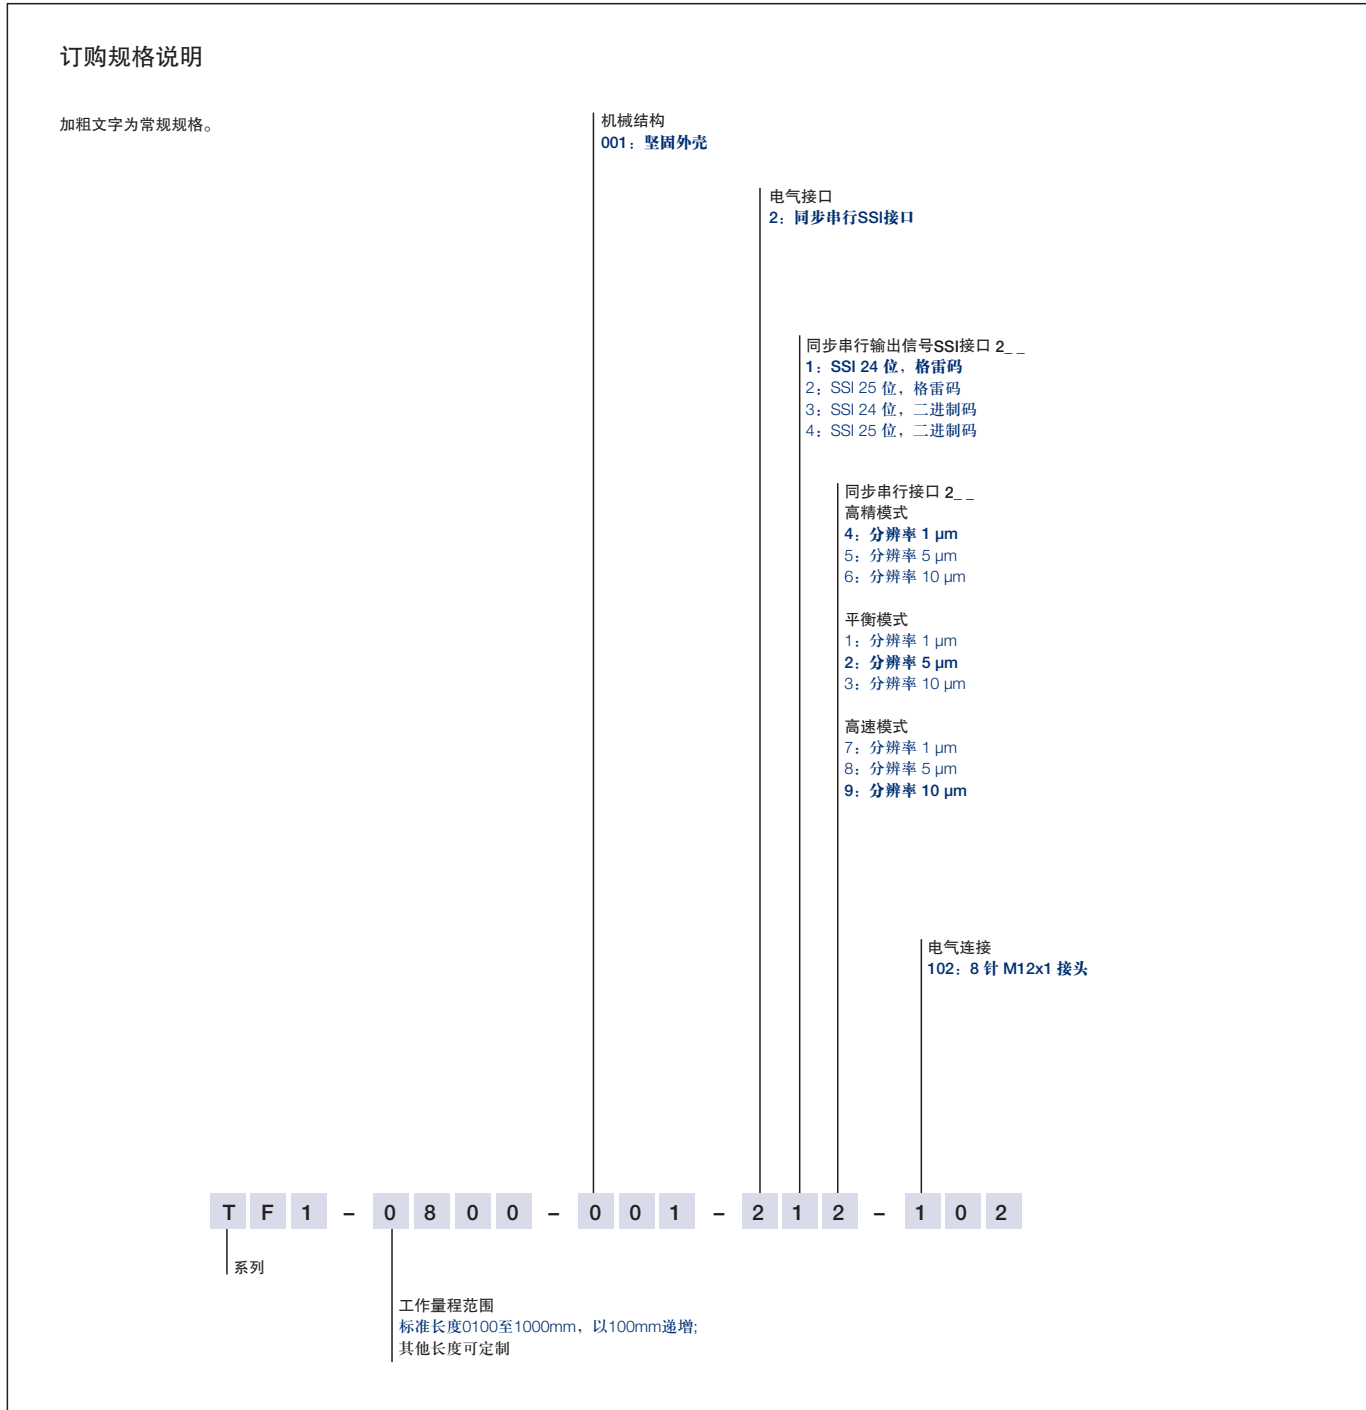 订购规格说明
加粗文字为常规规格。
机械结构
001：坚固外壳
电气接口
2：同步串行SSI接口
同步串行输出信号SSI接口 2_ _
1：SSI 24 位，格雷码
2：SSI 25 位，格雷码
3：SSI 24 位，二进制码
4：SSI 25 位，二进制码
同步串行接口 2_ _
高精模式
4：分辨率 1 µm
5：分辨率 5 µm
6：分辨率 10 µm
平衡模式
1：分辨率 1 µm
2：分辨率 5 µm
3：分辨率 10 µm
高速模式
7：分辨率 1 µm
8：分辨率 5 µm
9：分辨率 10 µm
电气连接
102：8 针 M12x1 接头
T F 1 – 0 8 0 0 – 0 0 1 – 2 1 2 – 1 0 2
系列
工作量程范围
标准长度0100至1000mm，以100mm递增;
其他长度可定制